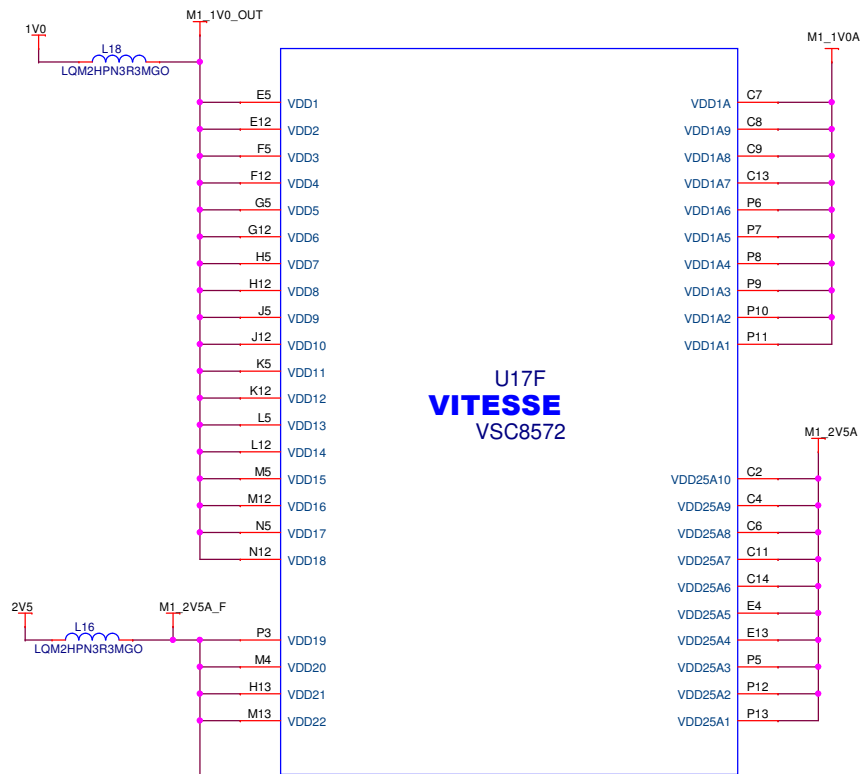 M1_1V0_OUT
1V0
L18
LQM2HPN3R3MGO
M1_1V0A
E5 VDD1
E12 VDD2
F5 VDD3
F12 VDD4
G5 VDD5
G12 VDD6
H5 VDD7
H12 VDD8
J5 VDD9
J12 VDD10
K5 VDD11
K12 VDD12
L5 VDD13
L12 VDD14
M5 VDD15
M12 VDD16
N5 VDD17
N12 VDD18
VDD1A C7
VDD1A9 C8
VDD1A8 C9
VDD1A7 C13
VDD1A6 P6
VDD1A5 P7
VDD1A4 P8
VDD1A3 P9
VDD1A2 P10
VDD1A1 P11
U17F
VITESSE
VSC8572
M1_2V5A
VDD25A10 C2
VDD25A9 C4
VDD25A8 C6
VDD25A7 C11
VDD25A6 C14
VDD25A5 E4
VDD25A4 E13
VDD25A3 P5
VDD25A2 P12
VDD25A1 P13
2V5
M1_2V5A_F
L16
LQM2HPN3R3MGO
P3 VDD19
M4 VDD20
H13 VDD21
M13 VDD22